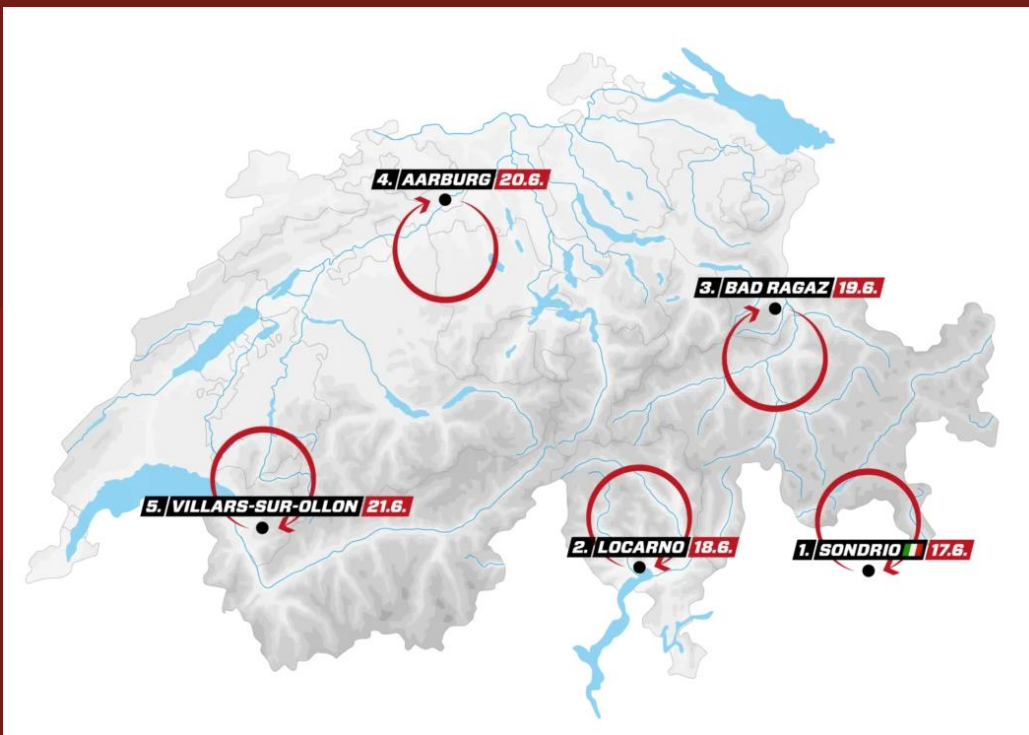 4. AARBURG 20.6.
3. BAD RAGAZ 19.6.
5. VILLARS-SUR-OLLON 21.6.
2. LOCARNO 18.6.
1. SONDRIO 17.6.